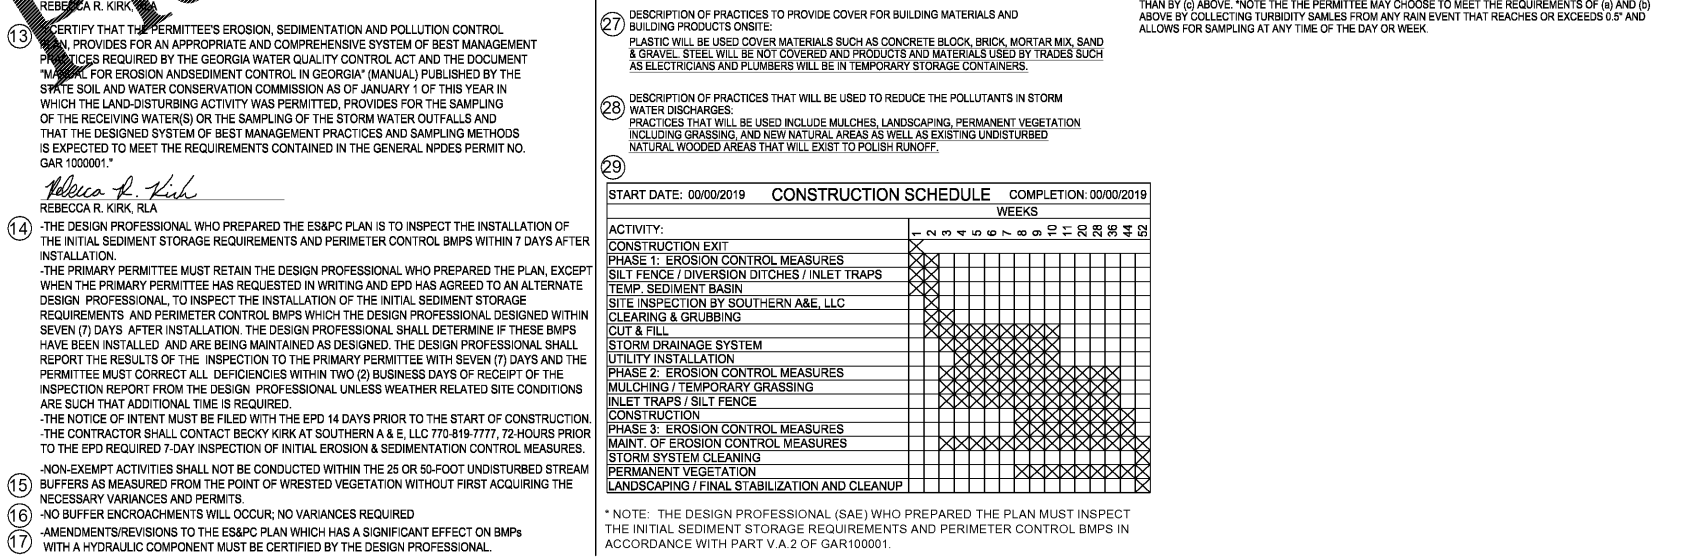 REBECCA R. KIRK, RLA
13
CERTIFY THAT THE PERMITTEE'S EROSION, SEDIMENTATION AND POLLUTION CONTROL
PLAN, PROVIDES FOR AN APPROPRIATE AND COMPREHENSIVE SYSTEM OF BEST MANAGEMENT
PRACTICES REQUIRED BY THE GEORGIA WATER QUALITY CONTROL ACT AND THE DOCUMENT
"MANUAL FOR EROSION ANDSEDIMENT CONTROL IN GEORGIA" (MANUAL) PUBLISHED BY THE
STATE SOIL AND WATER CONSERVATION COMMISSION AS OF JANUARY 1 OF THIS YEAR IN
WHICH THE LAND-DISTURBING ACTIVITY WAS PERMITTED, PROVIDES FOR THE SAMPLING
OF THE RECEIVING WATER(S) OR THE SAMPLING OF THE STORM WATER OUTFALLS AND
THAT THE DESIGNED SYSTEM OF BEST MANAGEMENT PRACTICES AND SAMPLING METHODS
IS EXPECTED TO MEET THE REQUIREMENTS CONTAINED IN THE GENERAL NPDES PERMIT NO.
GAR 1000001."
Rebecca R. Kirk
REBECCA R. KIRK, RLA
14
-THE DESIGN PROFESSIONAL WHO PREPARED THE ES&PC PLAN IS TO INSPECT THE INSTALLATION OF
THE INITIAL SEDIMENT STORAGE REQUIREMENTS AND PERIMETER CONTROL BMPS WITHIN 7 DAYS AFTER
INSTALLATION.
-THE PRIMARY PERMITTEE MUST RETAIN THE DESIGN PROFESSIONAL WHO PREPARED THE PLAN, EXCEPT
WHEN THE PRIMARY PERMITTEE HAS REQUESTED IN WRITING AND EPD HAS AGREED TO AN ALTERNATE
DESIGN PROFESSIONAL, TO INSPECT THE INSTALLATION OF THE INITIAL SEDIMENT STORAGE
REQUIREMENTS AND PERIMETER CONTROL BMPS WHICH THE DESIGN PROFESSIONAL DESIGNED WITHIN
SEVEN (7) DAYS AFTER INSTALLATION. THE DESIGN PROFESSIONAL SHALL DETERMINE IF THESE BMPS
HAVE BEEN INSTALLED AND ARE BEING MAINTAINED AS DESIGNED. THE DESIGN PROFESSIONAL SHALL
REPORT THE RESULTS OF THE INSPECTION TO THE PRIMARY PERMITTEE WITH SEVEN (7) DAYS AND THE
PERMITTEE MUST CORRECT ALL DEFICIENCIES WITHIN TWO (2) BUSINESS DAYS OF RECEIPT OF THE
INSPECTION REPORT FROM THE DESIGN PROFESSIONAL UNLESS WEATHER RELATED SITE CONDITIONS
ARE SUCH THAT ADDITIONAL TIME IS REQUIRED.
-THE NOTICE OF INTENT MUST BE FILED WITH THE EPD 14 DAYS PRIOR TO THE START OF CONSTRUCTION.
-THE CONTRACTOR SHALL CONTACT BECKY KIRK AT SOUTHERN A & E, LLC 770-819-7777, 72-HOURS PRIOR
TO THE EPD REQUIRED 7-DAY INSPECTION OF INITIAL EROSION & SEDIMENTATION CONTROL MEASURES.
15
-NON-EXEMPT ACTIVITIES SHALL NOT BE CONDUCTED WITHIN THE 25 OR 50-FOOT UNDISTURBED STREAM
BUFFERS AS MEASURED FROM THE POINT OF WRESTED VEGETATION WITHOUT FIRST ACQUIRING THE
NECESSARY VARIANCES AND PERMITS.
16
-NO BUFFER ENCROACHMENTS WILL OCCUR; NO VARIANCES REQUIRED
17
-AMENDMENTS/REVISIONS TO THE ES&PC PLAN WHICH HAS A SIGNIFICANT EFFECT ON BMPs
WITH A HYDRAULIC COMPONENT MUST BE CERTIFIED BY THE DESIGN PROFESSIONAL.
27
DESCRIPTION OF PRACTICES TO PROVIDE COVER FOR BUILDING MATERIALS AND
BUILDING PRODUCTS ONSITE:
PLASTIC WILL BE USED COVER MATERIALS SUCH AS CONCRETE BLOCK, BRICK, MORTAR MIX, SAND
& GRAVEL. STEEL WILL BE NOT COVERED AND PRODUCTS AND MATERIALS USED BY TRADES SUCH
AS ELECTRICIANS AND PLUMBERS WILL BE IN TEMPORARY STORAGE CONTAINERS.
28
DESCRIPTION OF PRACTICES THAT WILL BE USED TO REDUCE THE POLLUTANTS IN STORM
WATER DISCHARGES:
PRACTICES THAT WILL BE USED INCLUDE MULCHES, LANDSCAPING, PERMANENT VEGETATION
INCLUDING GRASSING, AND NEW NATURAL AREAS AS WELL AS EXISTING UNDISTURBED
NATURAL WOODED AREAS THAT WILL EXIST TO POLISH RUNOFF.
29
START DATE: 00/00/2019 CONSTRUCTION SCHEDULE COMPLETION: 00/00/2019
WEEKS
ACTIVITY: 1 2 3 4 5 6 7 8 9 10 11 20 28 36 44 52
CONSTRUCTION EXIT
PHASE 1: EROSION CONTROL MEASURES
SILT FENCE / DIVERSION DITCHES / INLET TRAPS
TEMP. SEDIMENT BASIN
SITE INSPECTION BY SOUTHERN A&E, LLC
CLEARING & GRUBBING
CUT & FILL
STORM DRAINAGE SYSTEM
UTILITY INSTALLATION
PHASE 2: EROSION CONTROL MEASURES
MULCHING / TEMPORARY GRASSING
INLET TRAPS / SILT FENCE
CONSTRUCTION
PHASE 3: EROSION CONTROL MEASURES
MAINT. OF EROSION CONTROL MEASURES
STORM SYSTEM CLEANING
PERMANENT VEGETATION
LANDSCAPING / FINAL STABILIZATION AND CLEANUP
* NOTE: THE DESIGN PROFESSIONAL (SAE) WHO PREPARED THE PLAN MUST INSPECT
THE INITIAL SEDIMENT STORAGE REQUIREMENTS AND PERIMETER CONTROL BMPS IN
ACCORDANCE WITH PART V.A.2 OF GAR100001.
THAN BY (c) ABOVE. *NOTE THE THE PERMITTEE MAY CHOOSE TO MEET THE REQUIREMENTS OF (a) AND (b)
ABOVE BY COLLECTING TURBIDITY SAMLES FROM ANY RAIN EVENT THAT REACHES OR EXCEEDS 0.5" AND
ALLOWS FOR SAMPLING AT ANY TIME OF THE DAY OR WEEK.